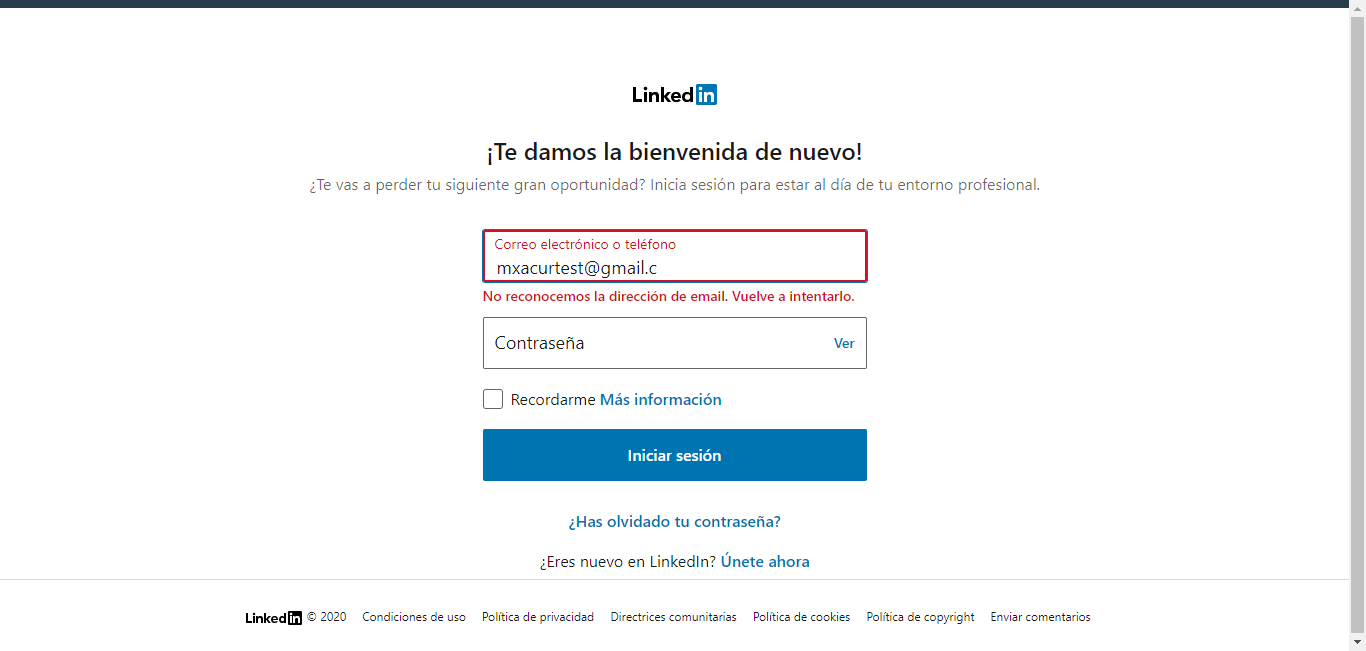 LinkedIn
¡Te damos la bienvenida de nuevo!
¿Te vas a perder tu siguiente gran oportunidad? Inicia sesión para estar al día de tu entorno profesional.
Correo electrónico o teléfono
mxacurtest@gmail.c
No reconocemos la dirección de email. Vuelve a intentarlo.
Contraseña Ver
Recordarme Más información
Iniciar sesión
¿Has olvidado tu contraseña?
¿Eres nuevo en LinkedIn? Únete ahora
LinkedIn © 2020 Condiciones de uso Política de privacidad Directrices comunitarias Política de cookies Política de copyright Enviar comentarios